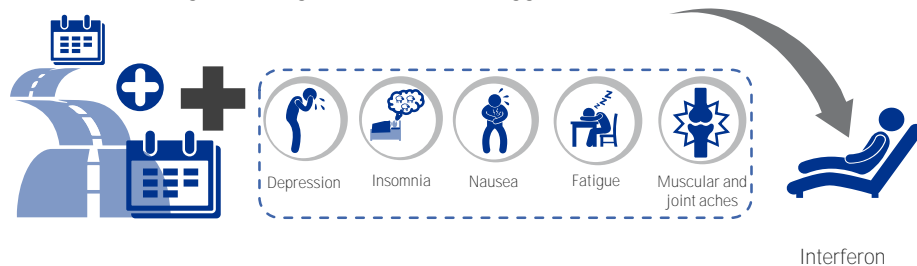 Depression
Insomnia
Nausea
Fatigue
Muscular and
joint aches
Interferon